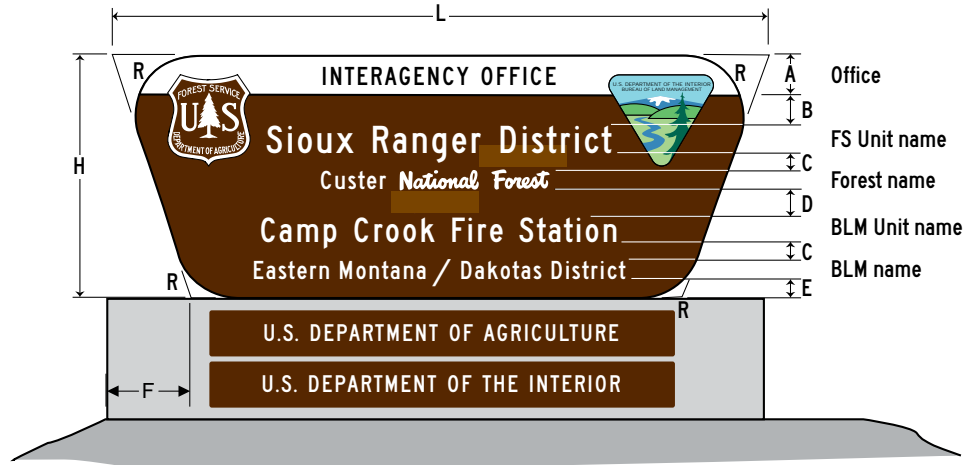 L
R
R
A
Office
INTERAGENCY OFFICE
FOREST SERVICE
US
DEPARTMENT OF AGRICULTURE
U.S. DEPARTMENT OF THE INTERIOR
BUREAU OF LAND MANAGEMENT
B
Sioux Ranger District
FS Unit name
H
C
Custer National Forest
Forest name
D
Camp Crook Fire Station
BLM Unit name
C
Eastern Montana / Dakotas District
BLM name
R
E
R
U.S. DEPARTMENT OF AGRICULTURE
F
U.S. DEPARTMENT OF THE INTERIOR